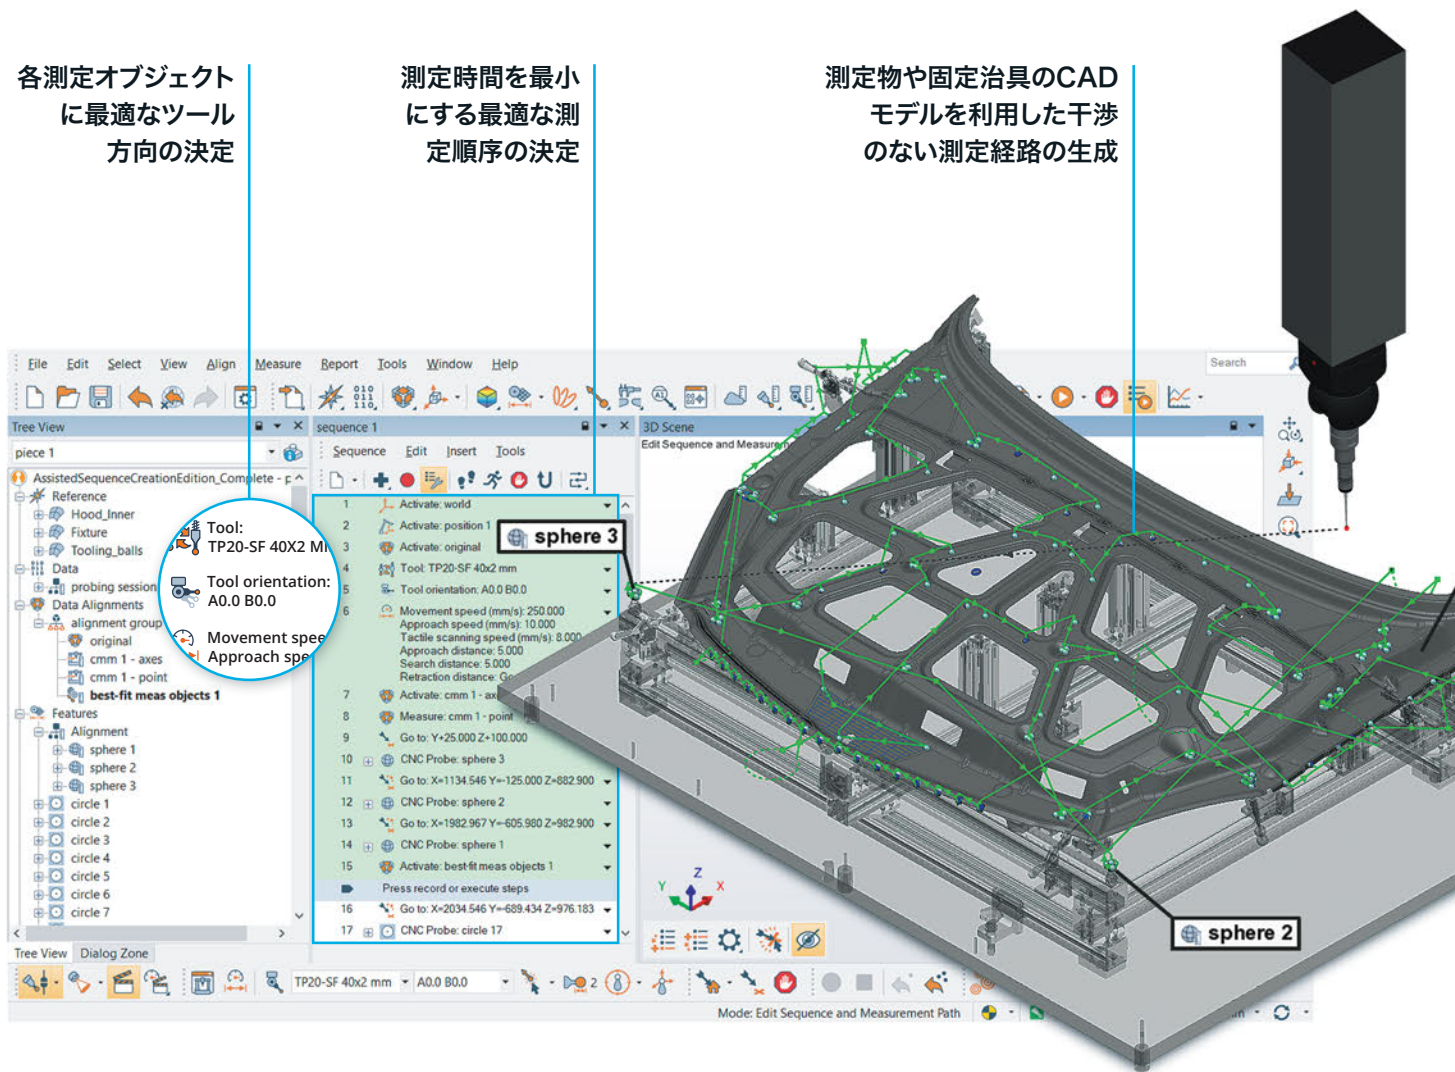 各測定オブジェクト
に最適なツール
方向の決定
測定時間を最小
にする最適な測
定順序の決定
測定物や固定治具のCAD
モデルを利用した干渉
のない測定経路の生成
File Edit Select View Align Measure Report Tools Window Help
Search
Tree View
piece 1
AssistedSequenceCreationEdition_Complete - p
Reference
Hood_Inner
Fixture
Tooling_balls
Data
probing session
Data Alignments
alignment group
original
cmm 1 - axes
cmm 1 - point
best-fit meas objects 1
Features
Alignment
sphere 1
sphere 2
sphere 3
circle 1
circle 2
circle 3
circle 4
circle 5
circle 6
circle 7
Tree View Dialog Zone
Tool:
TP20-SF 40X2 M
Tool orientation:
A0.0 B0.0
Movement spee
Approach spe
sequence 1
Sequence Edit Insert Tools
1 Activate: world
2 Activate: position 1
3 Activate: original
4 Tool: TP20-SF 40x2 mm
5 Tool orientation: A0.0 B0.0
6 Movement speed (mm/s): 250.000
Approach speed (mm/s): 10.000
Tactile scanning speed (mm/s): 8.000
Approach distance: 5.000
Search distance: 5.000
Retraction distance: Go
7 Activate: cmm 1 - ax
8 Measure: cmm 1 - point
9 Go to: Y+25.000 Z+100.000
10 CNC Probe: sphere 3
11 Go to: X=1134.546 Y=-125.000 Z=882.900
12 CNC Probe: sphere 2
13 Go to: X=1982.967 Y=-605.980 Z=982.900
14 CNC Probe: sphere 1
15 Activate: best-fit meas objects 1
Press record or execute steps
16 Go to: X=2034.546 Y=-689.434 Z=976.183
17 CNC Probe: circle 17
3D Scene
Edit Sequence and Measurem
sphere 3
sphere 2
Z
Y X
TP20-SF 40x2 mm A0.0 B0.0 2
Mode: Edit Sequence and Measurement Path